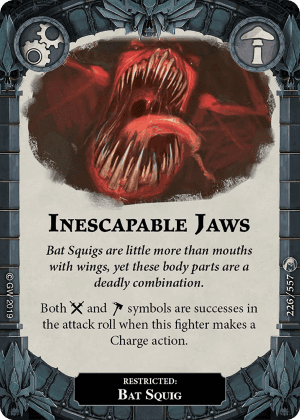 INESCAPABLE JAWS
Bat Squigs are little more than mouths
with wings, yet these body parts are a
deadly combination.
Both and symbols are successes in
the attack roll when this fighter makes a
Charge action.
© GW 2019
226/557
RESTRICTED:
BAT SQUIG